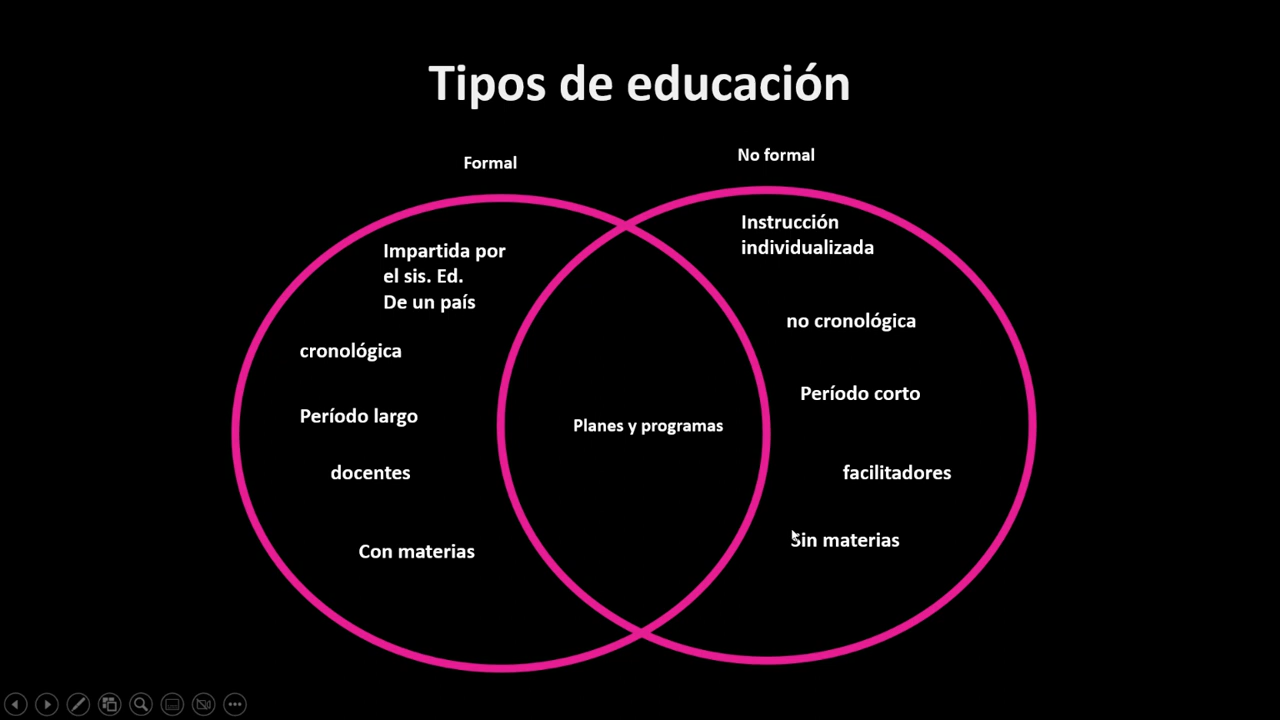 Tipos de educación
Formal
No formal
Impartida por
el sis. Ed.
De un país
cronológica
Período largo
docentes
Con materias
Planes y programas
Instrucción
individualizada
no cronológica
Período corto
facilitadores
Sin materias